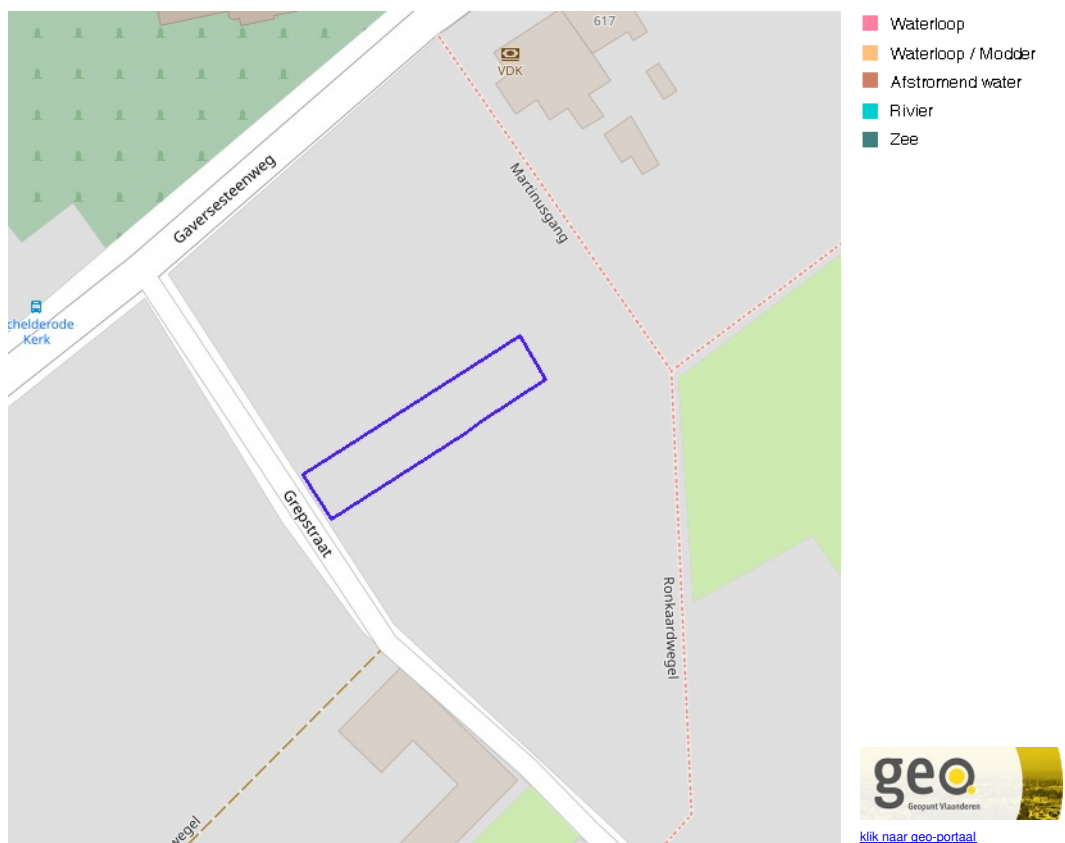 617
VDK
Gaversesteenweg
Martinusgang
chelderode
Kerk
Grepstraat
Ronkaardwegel
wegel
Waterloop
Waterloop / Modder
Afstromend water
Rivier
Zee
geo
Geopunt Vlaanderen
klik naar geo-portaal